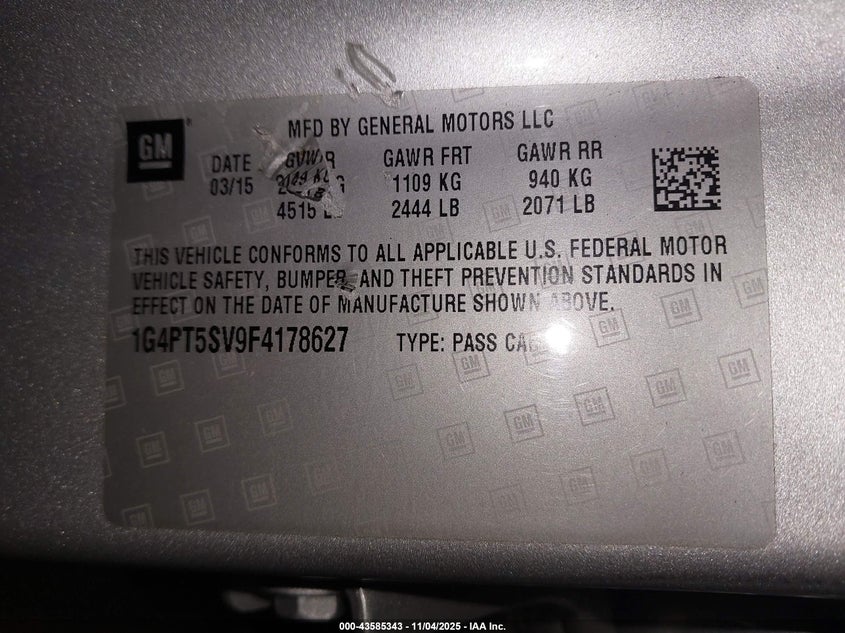 GM
MFD BY GENERAL MOTORS LLC
DATE GVWR GAWR FRT GAWR RR
03/15 1109 KG 940 KG
4515 LB 2444 LB 2071 LB
THIS VEHICLE CONFORMS TO ALL APPLICABLE U.S. FEDERAL MOTOR
VEHICLE SAFETY, BUMPER, AND THEFT PREVENTION STANDARDS IN
EFFECT ON THE DATE OF MANUFACTURE SHOWN ABOVE.
1G4PT5SV9F4178627 TYPE: PASS CAR
000-43585343 - 11/04/2025 - IAA Inc.